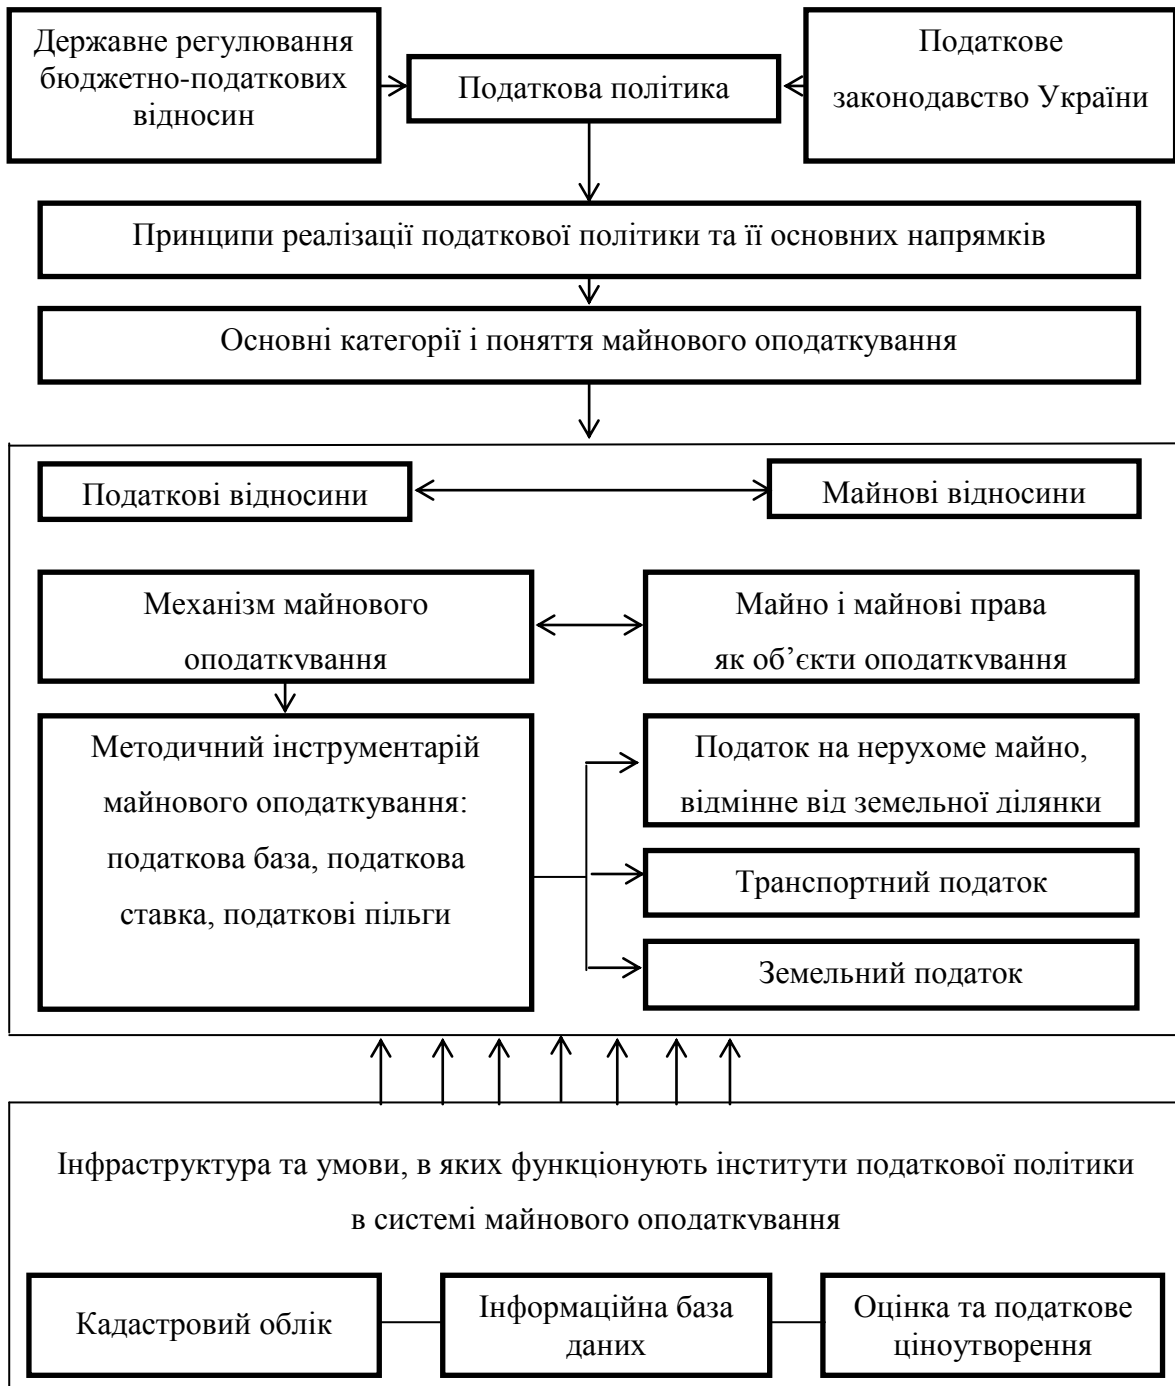 Державне регулювання
бюджетно-податкових
відносин
Податкова політика
Податкове
законодавство України
Принципи реалізації податкової політики та її основних напрямків
Основні категорії і поняття майнового оподаткування
Податкові відносини
Майнові відносини
Механізм майнового
оподаткування
Майно і майнові права
як об’єкти оподаткування
Методичний інструментарій
майнового оподаткування:
податкова база, податкова
ставка, податкові пільги
Податок на нерухоме майно,
відмінне від земельної ділянки
Транспортний податок
Земельний податок
Інфраструктура та умови, в яких функціонують інститути податкової політики
в системі майнового оподаткування
Кадастровий облік
Інформаційна база
даних
Оцінка та податкове
ціноутворення